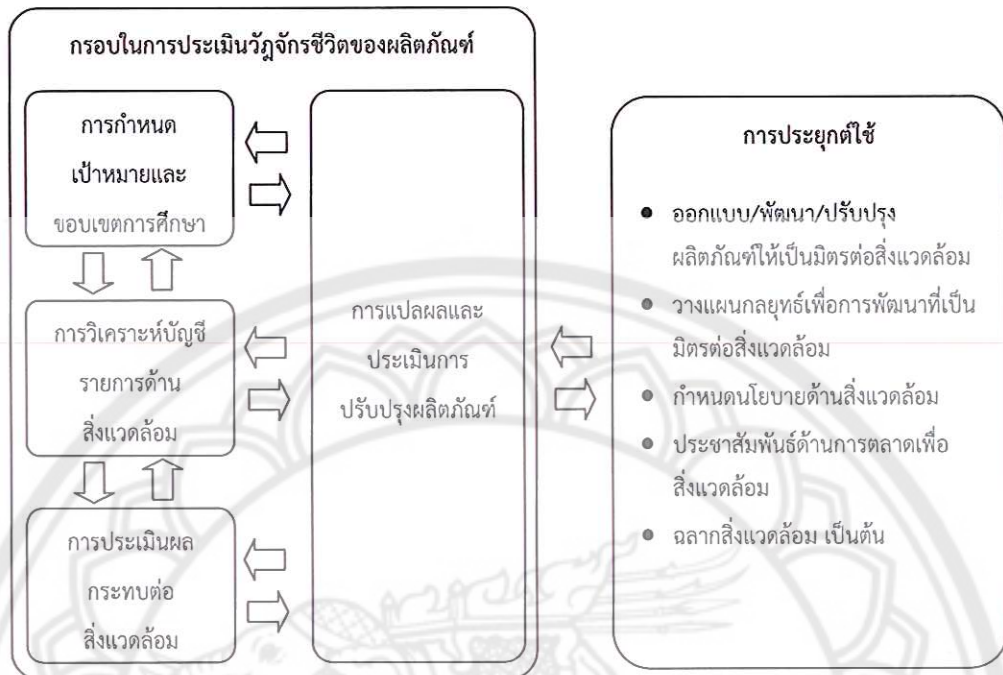 กรอบในการประเมินวัฏจักรชีวิตของผลิตภัณฑ์
การกำหนด
เป้าหมายและ
ขอบเขตการศึกษา
การวิเคราะห์บัญชี
รายการด้าน
สิ่งแวดล้อม
การประเมินผล
กระทบต่อ
สิ่งแวดล้อม
การแปลผลและ
ประเมินการ
ปรับปรุงผลิตภัณฑ์
การประยุกต์ใช้
● ออกแบบ/พัฒนา/ปรับปรุง
ผลิตภัณฑ์ให้เป็นมิตรต่อสิ่งแวดล้อม
● วางแผนกลยุทธ์เพื่อการพัฒนาที่เป็น
มิตรต่อสิ่งแวดล้อม
● กำหนดนโยบายด้านสิ่งแวดล้อม
● ประชาสัมพันธ์ด้านการตลาดเพื่อ
สิ่งแวดล้อม
● ฉลากสิ่งแวดล้อม เป็นต้น